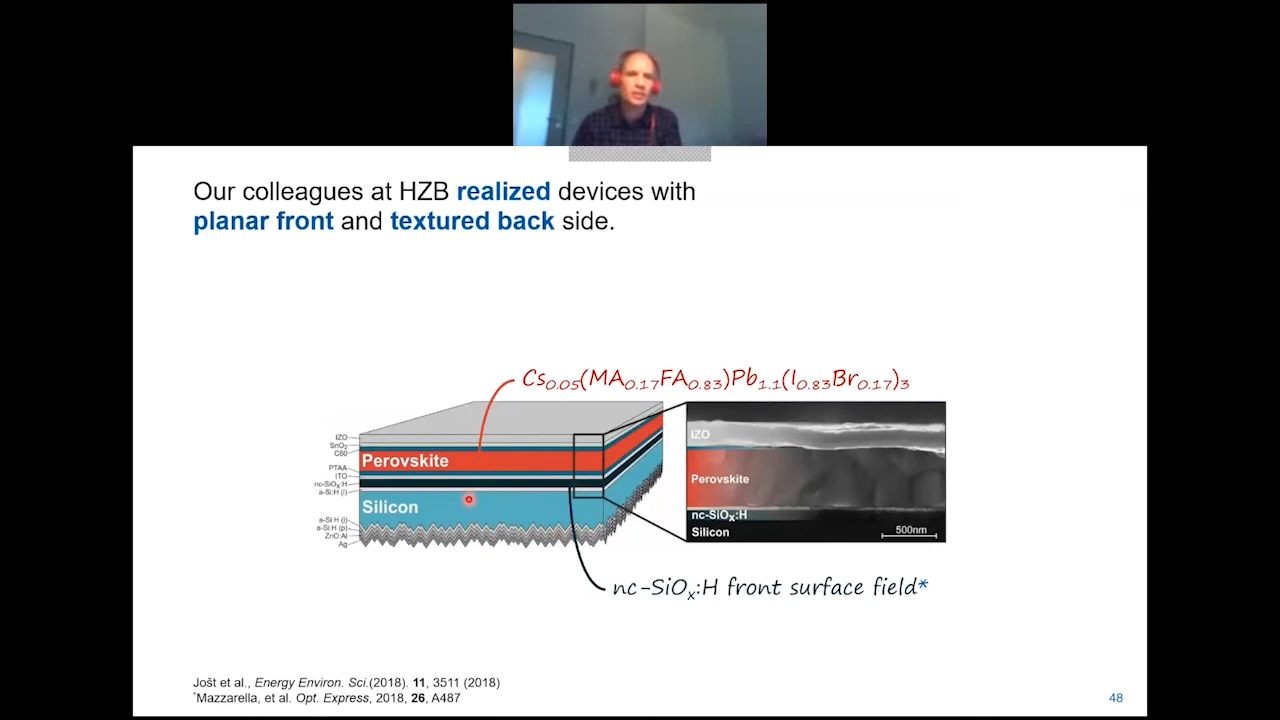 Our colleagues at HZB realized devices with
planar front and textured back side.
Cs0.05(MA0.17FA0.83)Pb1.1(I0.83Br0.17)3
IZO
SnO2
C60
PTAA
ITO
nc-SiOx:H
a-Si:H (i)
Perovskite
Silicon
a-Si:H (i)
a-Si:H (p)
ZnO:Al
Ag
IZO
Perovskite
nc-SiOx:H
Silicon
500nm
nc-SiOx:H front surface field*
Jošt et al., Energy Environ. Sci.(2018). 11, 3511 (2018)
*Mazzarella, et al. Opt. Express, 2018, 26, A487
48